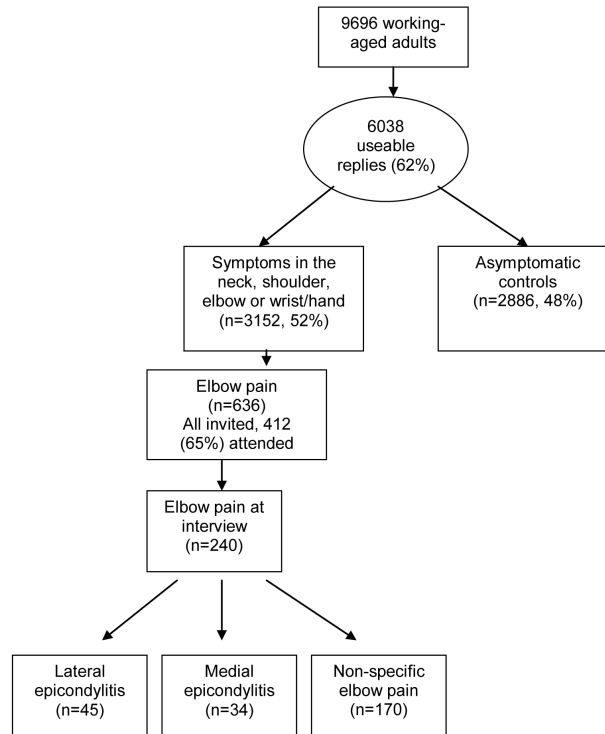 9696 working-
aged adults
6038
useable
replies (62%)
Symptoms in the
neck, shoulder,
elbow or wrist/hand
(n=3152, 52%)
Asymptomatic
controls
(n=2886, 48%)
Elbow pain
(n=636)
All invited, 412
(65%) attended
Elbow pain at
interview
(n=240)
Lateral
epicondylitis
(n=45)
Medial
epicondylitis
(n=34)
Non-specific
elbow pain
(n=170)